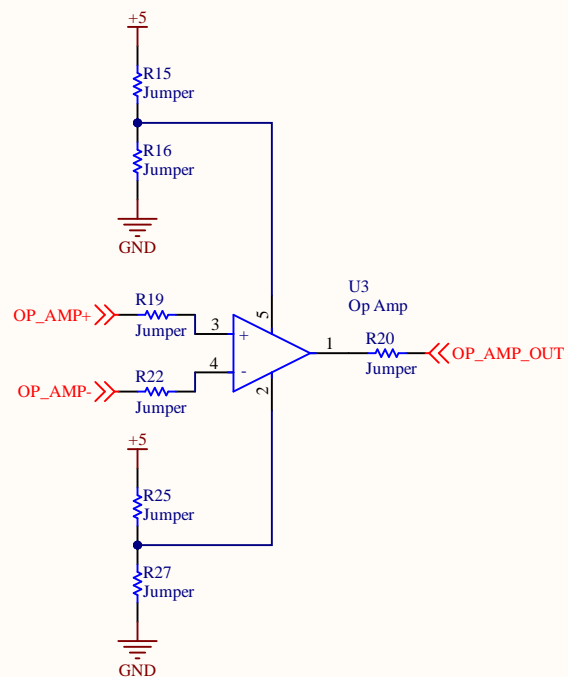 +5
R15
Jumper
R16
Jumper
GND
U3
Op Amp
OP_AMP+
R19
Jumper
3
+
5
1
R20
Jumper
OP_AMP_OUT
OP_AMP-
R22
Jumper
4
-
2
+5
R25
Jumper
R27
Jumper
GND